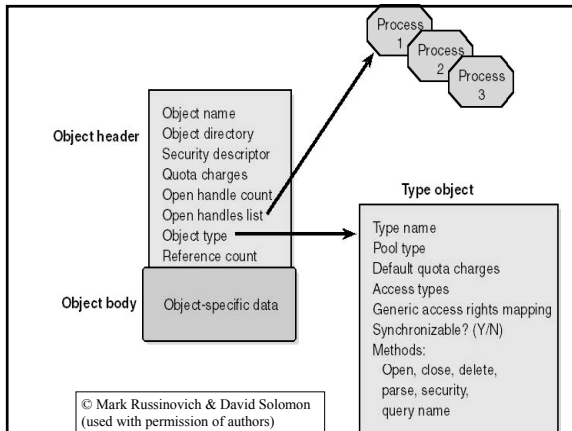 Process
1
Process
2
Process
3
Object header
Object name
Object directory
Security descriptor
Quota charges
Open handle count
Open handles list
Object type
Reference count
Object body
Object-specific data
Type object
Type name
Pool type
Default quota charges
Access types
Generic access rights mapping
Synchronizable? (Y/N)
Methods:
Open, close, delete,
parse, security,
query name
© Mark Russinovich & David Solomon
(used with permission of authors)